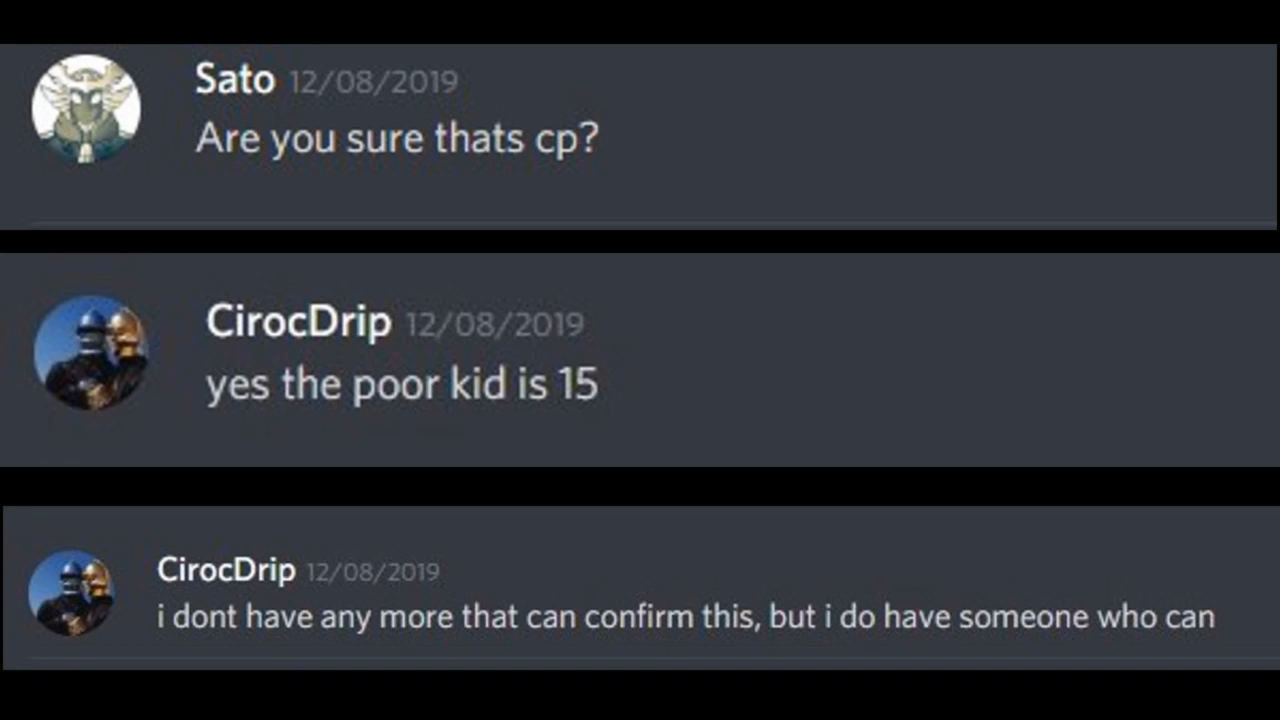 Sato 12/08/2019
Are you sure thats cp?
CirocDrip 12/08/2019
yes the poor kid is 15
CirocDrip 12/08/2019
i dont have any more that can confirm this, but i do have someone who can